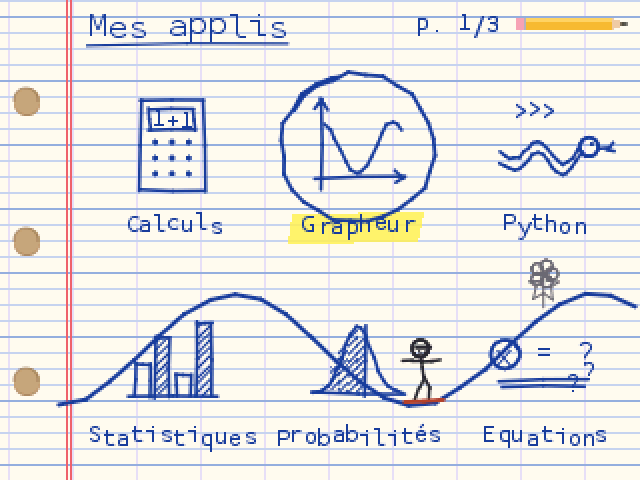 Mes applis
p. 1/3
1+1
>>>
Calculs
Grapheur
Python
x = ?
? ?
Statistiques
Probabilités
Equations